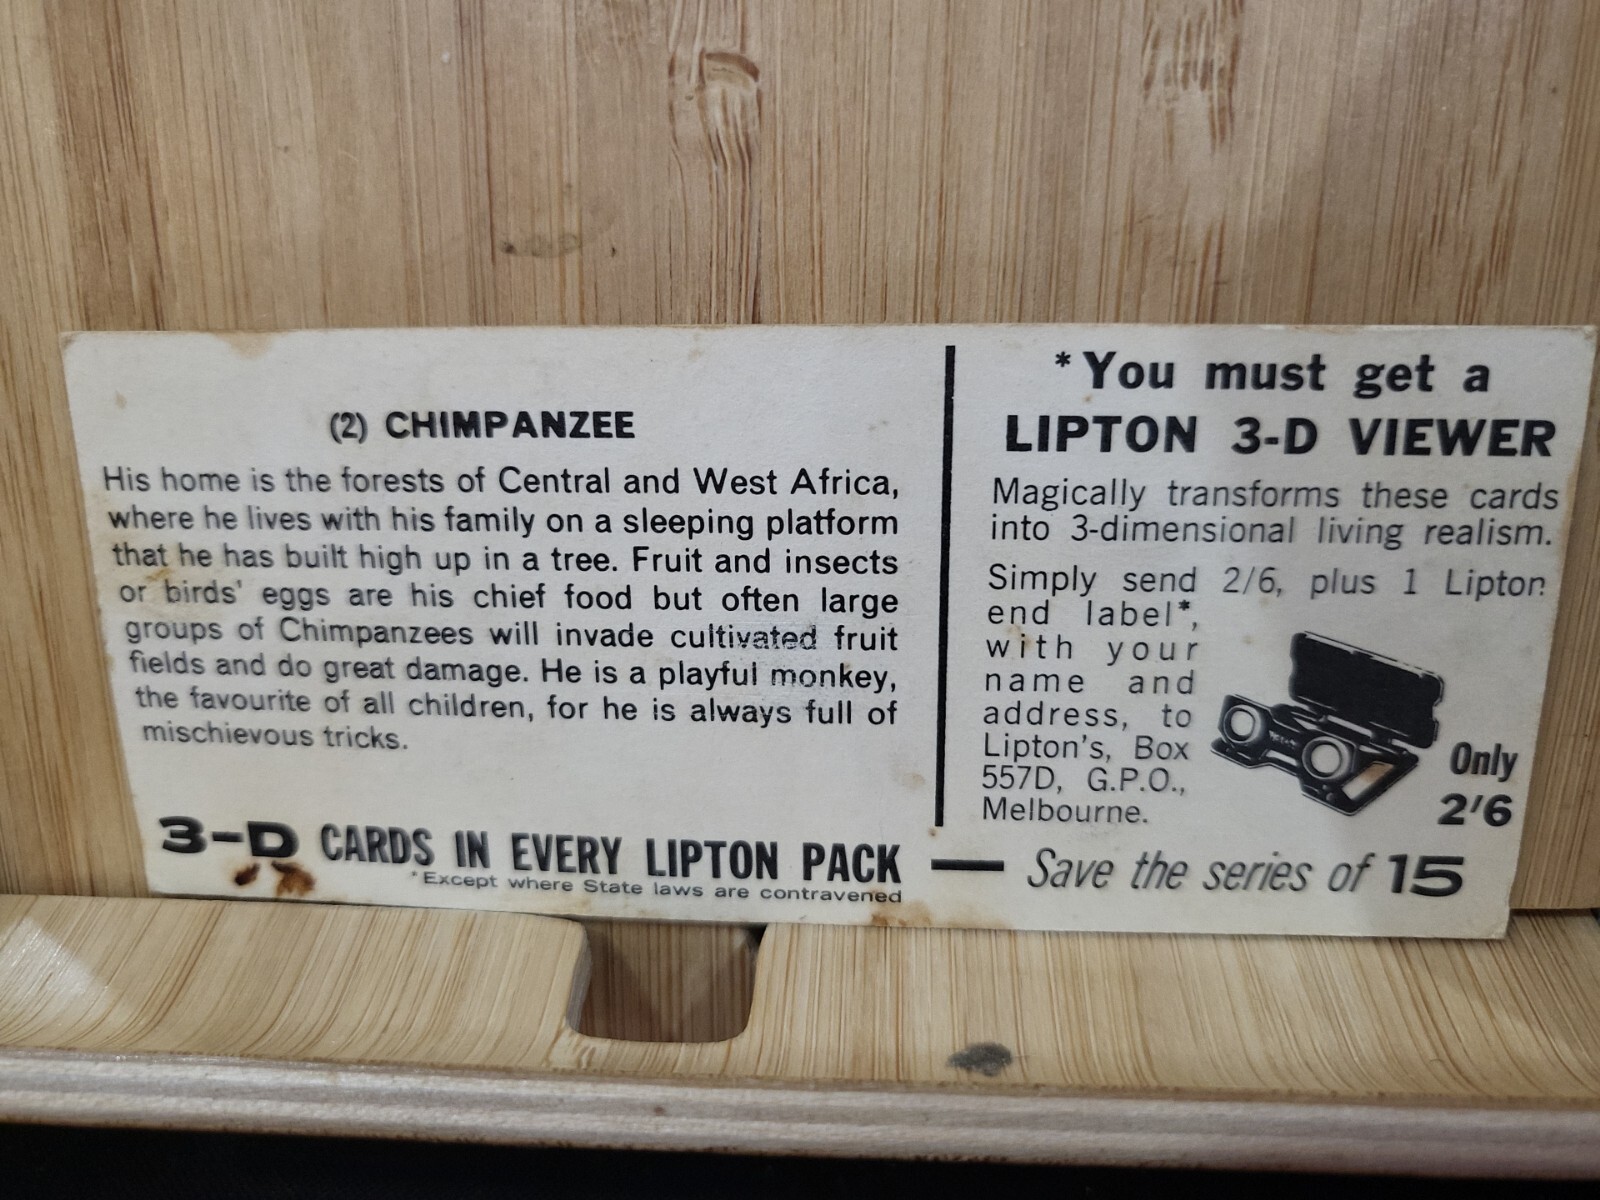 (2) CHIMPANZEE
His home is the forests of Central and West Africa,
where he lives with his family on a sleeping platform
that he has built high up in a tree. Fruit and insects
or birds' eggs are his chief food but often large
groups of Chimpanzees will invade cultivated fruit
fields and do great damage. He is a playful monkey,
the favourite of all children, for he is always full of
mischievous tricks.
*You must get a
LIPTON 3-D VIEWER
Magically transforms these cards
into 3-dimensional living realism.
Simply send 2/6, plus 1 Lipton
end label*,
with your
name and
address, to
Lipton's, Box
557D, G.P.O.,
Melbourne.
Only
2'6
3-D CARDS IN EVERY LIPTON PACK — Save the series of 15
*Except where State laws are contravened